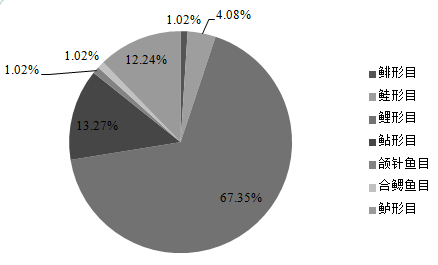 1.02%
4.08%
67.35%
13.27%
1.02%
1.02%
12.24%
鲱形目
鲑形目
鲤形目
鲇形目
颌针鱼目
合鳃鱼目
鲈形目